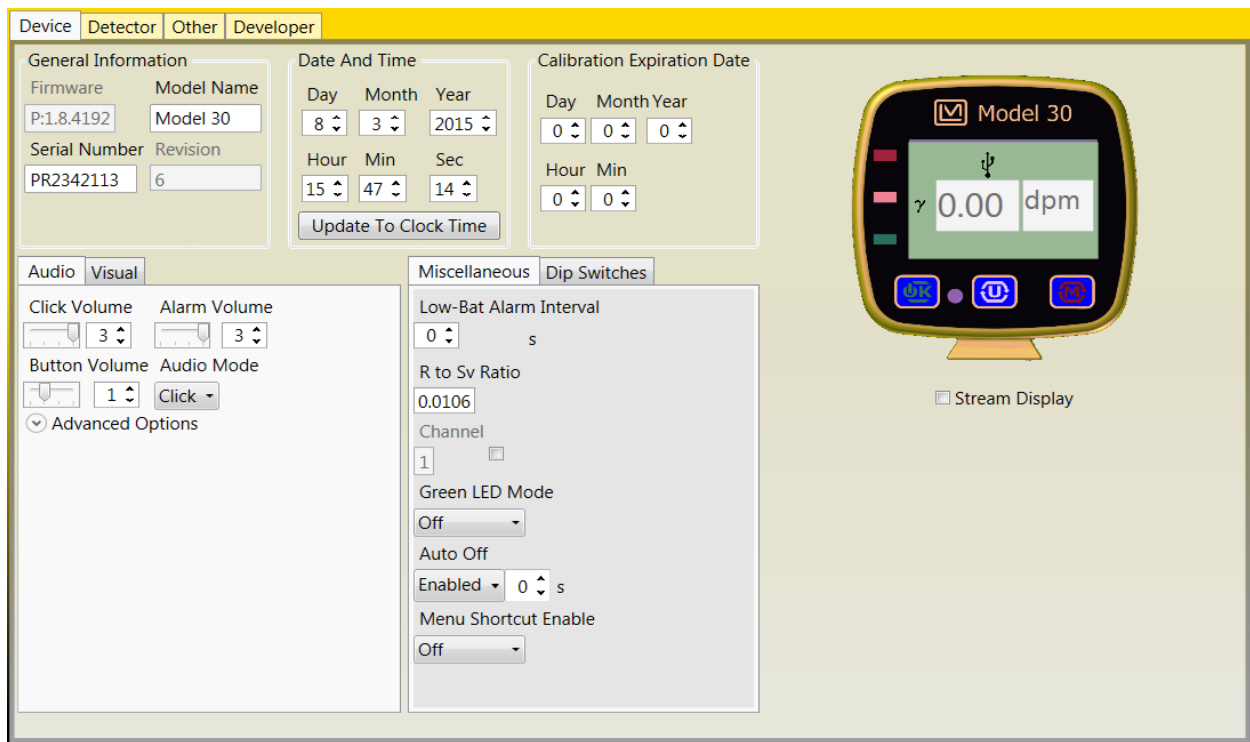 Device Detector Other Developer
General Information
Firmware Model Name
P:1.8.4192 Model 30
Serial Number Revision
PR2342113 6
Date And Time
Day Month Year
8 3 2015
Hour Min Sec
15 47 14
Update To Clock Time
Calibration Expiration Date
Day Month Year
0 0 0
Hour Min
0 0
Audio Visual
Click Volume Alarm Volume
3 3
Button Volume Audio Mode
1 Click
Advanced Options
Miscellaneous Dip Switches
Low-Bat Alarm Interval
0 s
R to Sv Ratio
0.0106
Channel
1
Green LED Mode
Off
Auto Off
Enabled 0 s
Menu Shortcut Enable
Off
Model 30
γ 0.00 dpm
OK U M
Stream Display